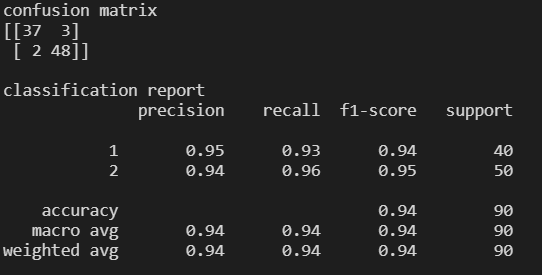 confusion matrix
[[37  3]
 [ 2 48]]
classification report
precision recall f1-score support
1 0.95 0.93 0.94 40
2 0.94 0.96 0.95 50
accuracy 0.94 90
macro avg 0.94 0.94 0.94 90
weighted avg 0.94 0.94 0.94 90